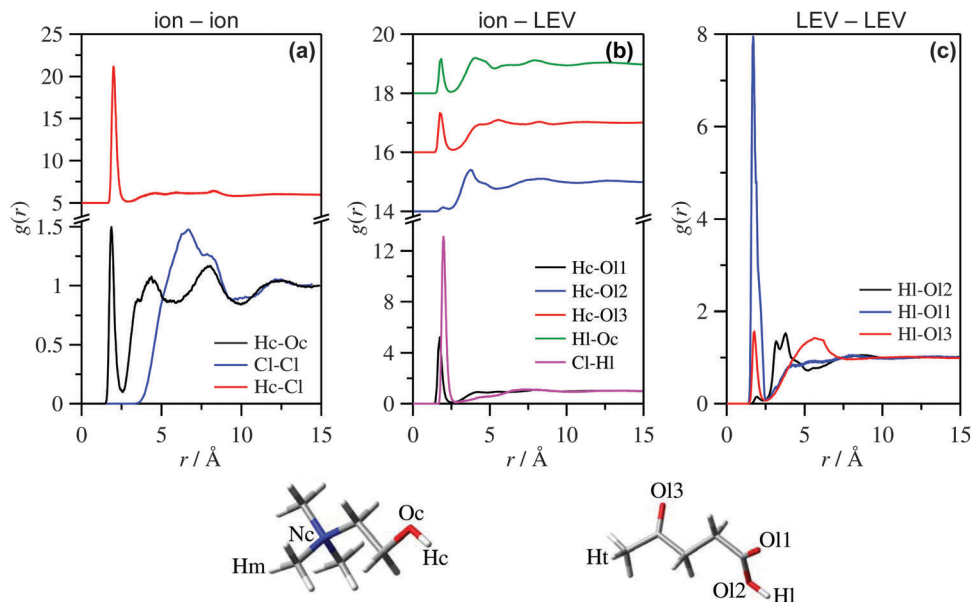 ion – ion
(a)
25
20
15
10
5
1.5
1
0.5
0
g(r)
Hc-Oc
Cl-Cl
Hc-Cl
0 5 10 15
r / Å
ion – LEV
(b)
20
18
16
14
12
8
4
0
g(r)
Hc-Ol1
Hc-Ol2
Hc-Ol3
Hl-Oc
Cl-Hl
0 5 10 15
r / Å
LEV – LEV
(c)
8
6
4
2
0
g(r)
Hl-Ol2
Hl-Ol1
Hl-Ol3
0 5 10 15
r / Å
Nc
Oc
Hc
Hm
Ol3
Ht
Ol1
Ol2
Hl